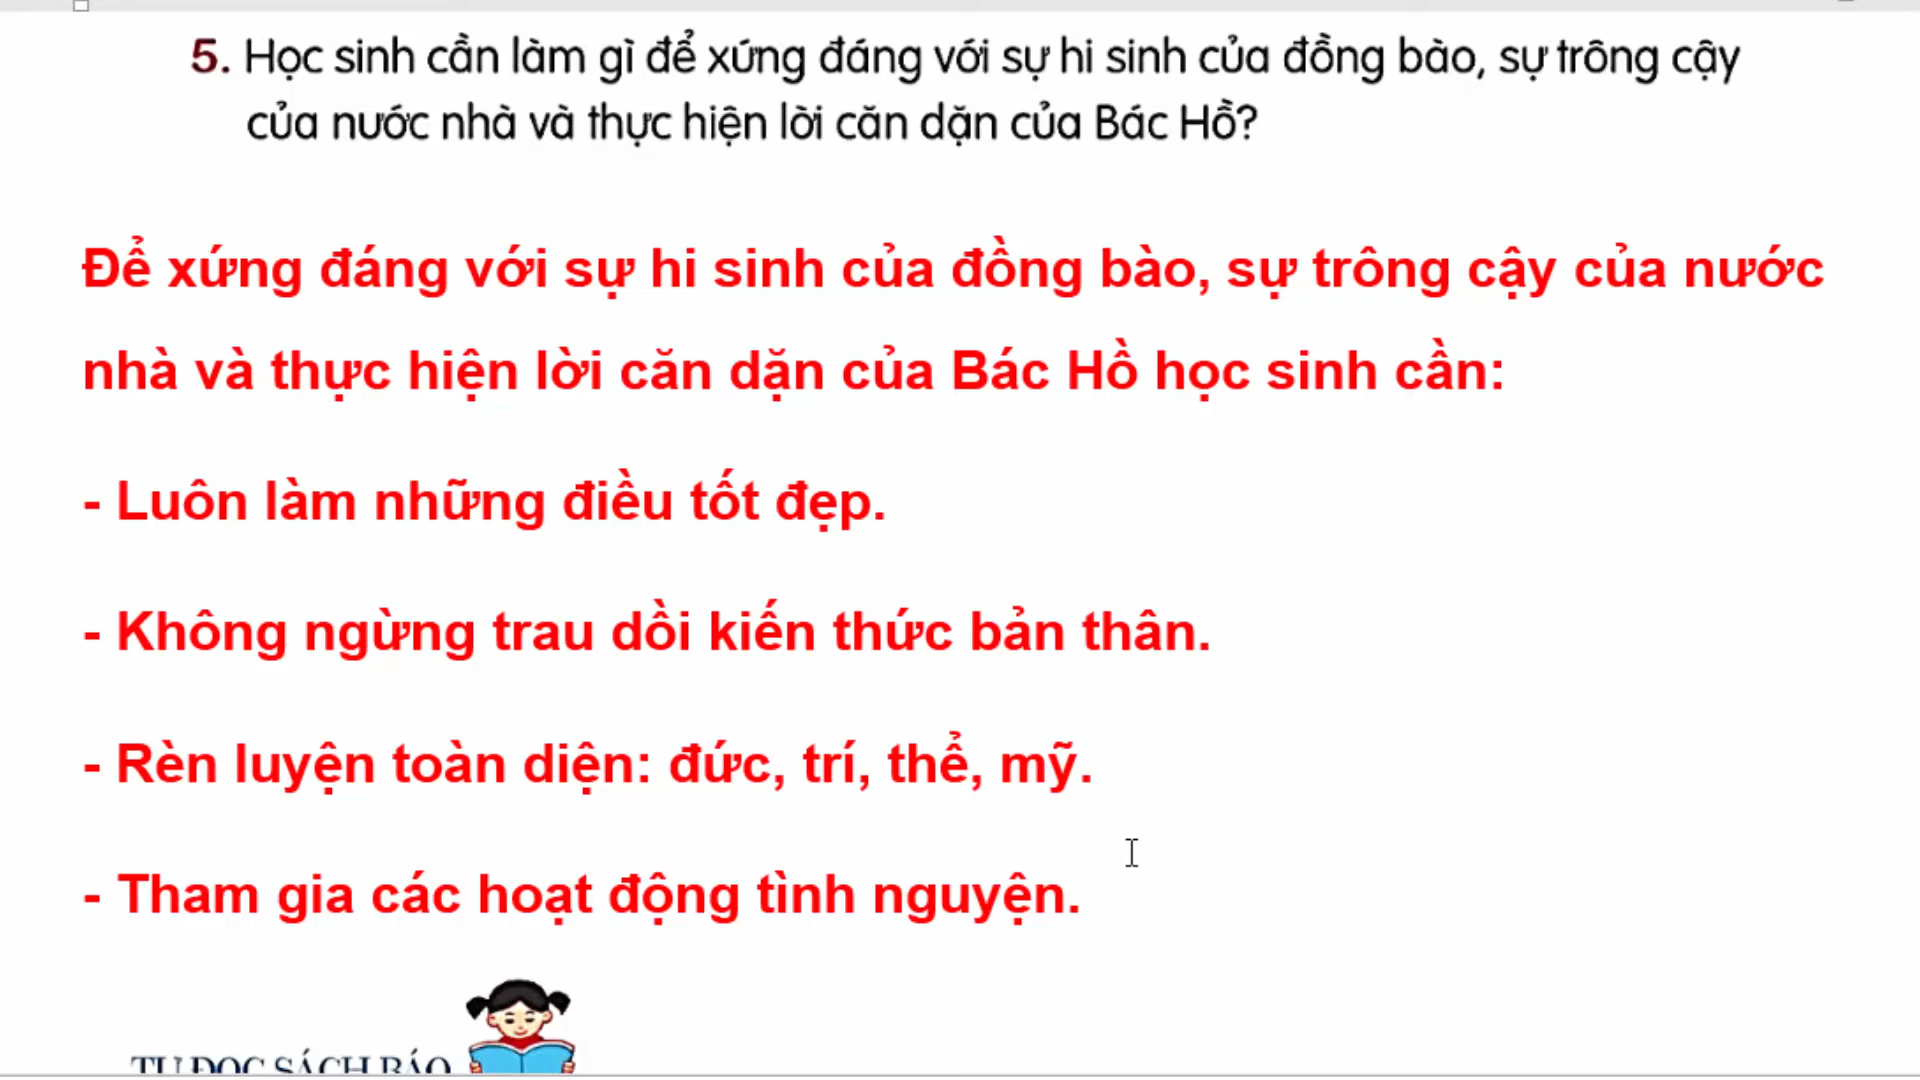 5. Học sinh cần làm gì để xứng đáng với sự hi sinh của đồng bào, sự trông cậy
của nước nhà và thực hiện lời căn dặn của Bác Hồ?
Để xứng đáng với sự hi sinh của đồng bào, sự trông cậy của nước
nhà và thực hiện lời căn dặn của Bác Hồ học sinh cần:
- Luôn làm những điều tốt đẹp.
- Không ngừng trau dồi kiến thức bản thân.
- Rèn luyện toàn diện: đức, trí, thể, mỹ.
- Tham gia các hoạt động tình nguyện.
TỰ ĐỌC SÁCH BÁO